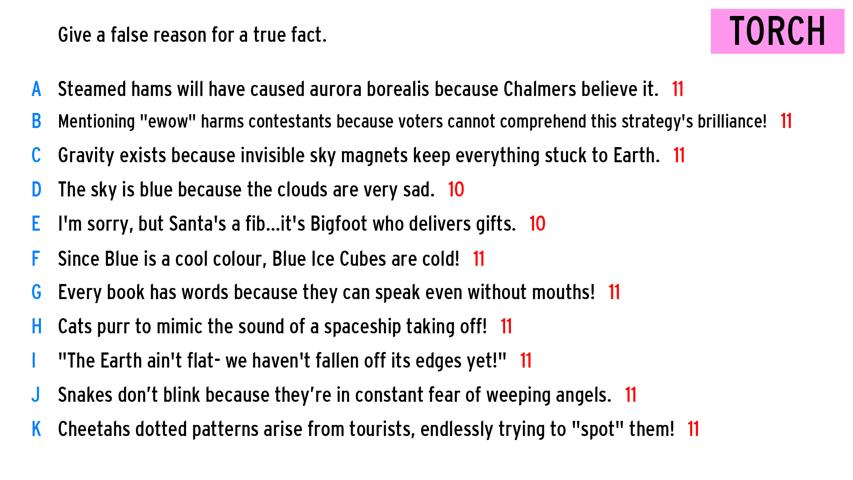 Give a false reason for a true fact.
TORCH
A Steamed hams will have caused aurora borealis because Chalmers believe it. 11
B Mentioning "ewow" harms contestants because voters cannot comprehend this strategy's brilliance! 11
C Gravity exists because invisible sky magnets keep everything stuck to Earth. 11
D The sky is blue because the clouds are very sad. 10
E I'm sorry, but Santa's a fib...it's Bigfoot who delivers gifts. 10
F Since Blue is a cool colour, Blue Ice Cubes are cold! 11
G Every book has words because they can speak even without mouths! 11
H Cats purr to mimic the sound of a spaceship taking off! 11
I "The Earth ain't flat- we haven't fallen off its edges yet!" 11
J Snakes don’t blink because they’re in constant fear of weeping angels. 11
K Cheetahs dotted patterns arise from tourists, endlessly trying to "spot" them! 11